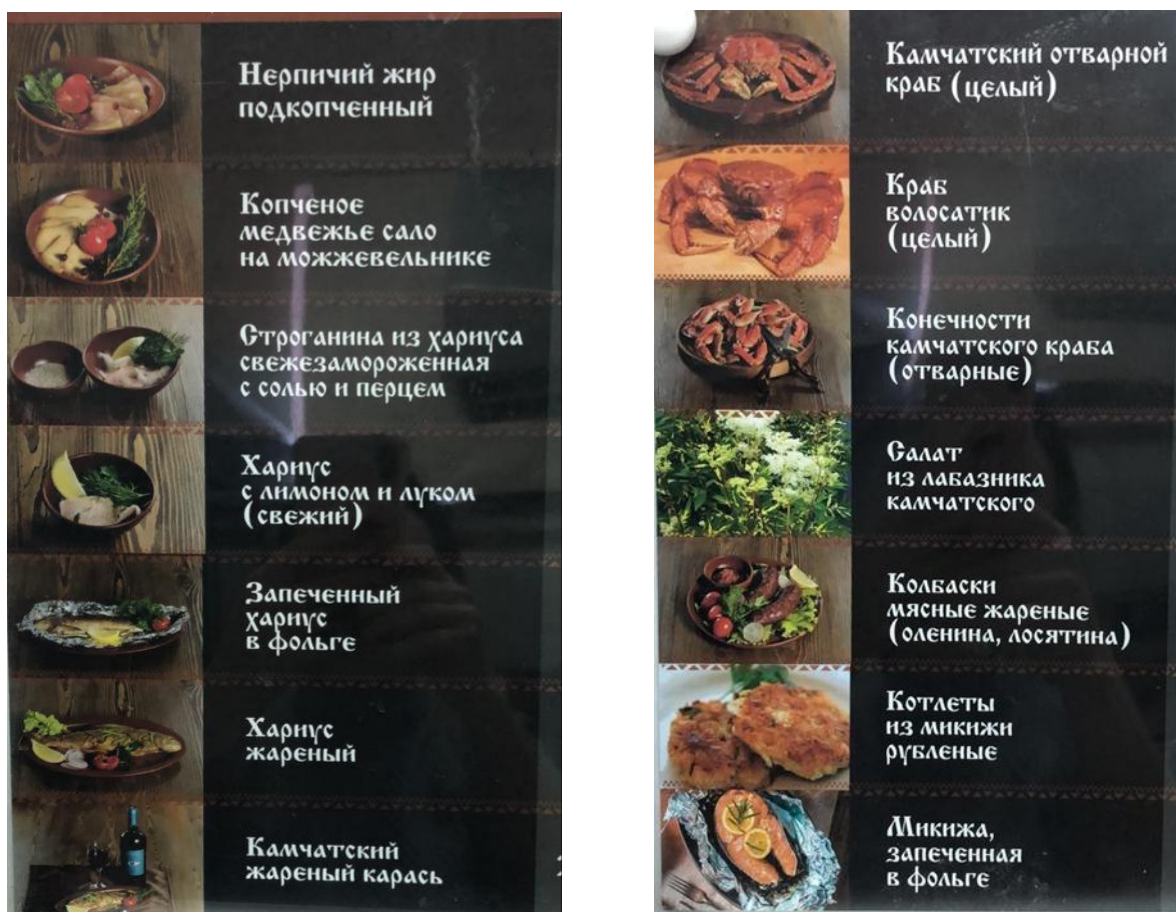 Нерпичий жир
подкопченный
Копченое
медвежье сало
на можжевельнике
Строганина из хариуса
свежезамороженная
с солью и перцем
Хариус
с лимоном и луком
(свежий)
Запеченный
хариус
в фольге
Хариус
жареный
Камчатский
жареный карась
Камчатский отварной
краб (целый)
Краб
волосатик
(целый)
Конечности
камчатского краба
(отварные)
Салат
из лабазника
камчатского
Колбаски
мясные жареные
(оленина, лосятина)
Котлеты
из микижи
рубленые
Микижа,
запеченная
в фольге